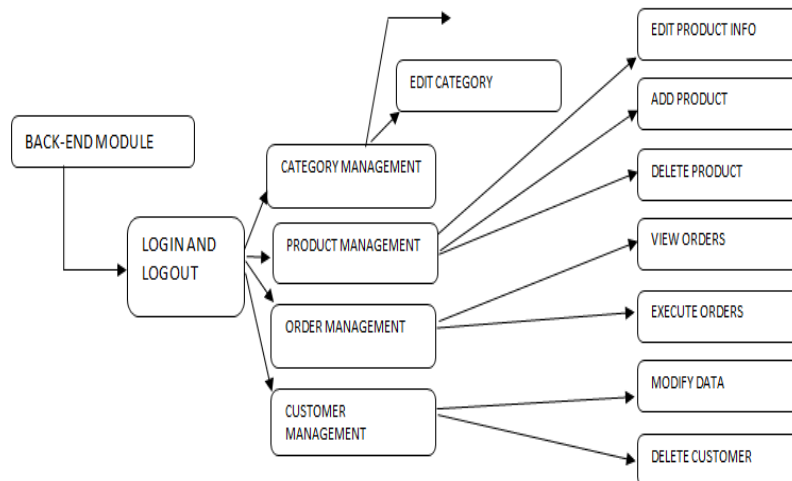 EDIT PRODUCT INFO
EDIT CATEGORY
ADD PRODUCT
BACK-END MODULE
CATEGORY MANAGEMENT
DELETE PRODUCT
LOGIN AND
LOGOUT
PRODUCT MANAGEMENT
VIEW ORDERS
ORDER MANAGEMENT
EXECUTE ORDERS
CUSTOMER
MANAGEMENT
MODIFY DATA
DELETE CUSTOMER